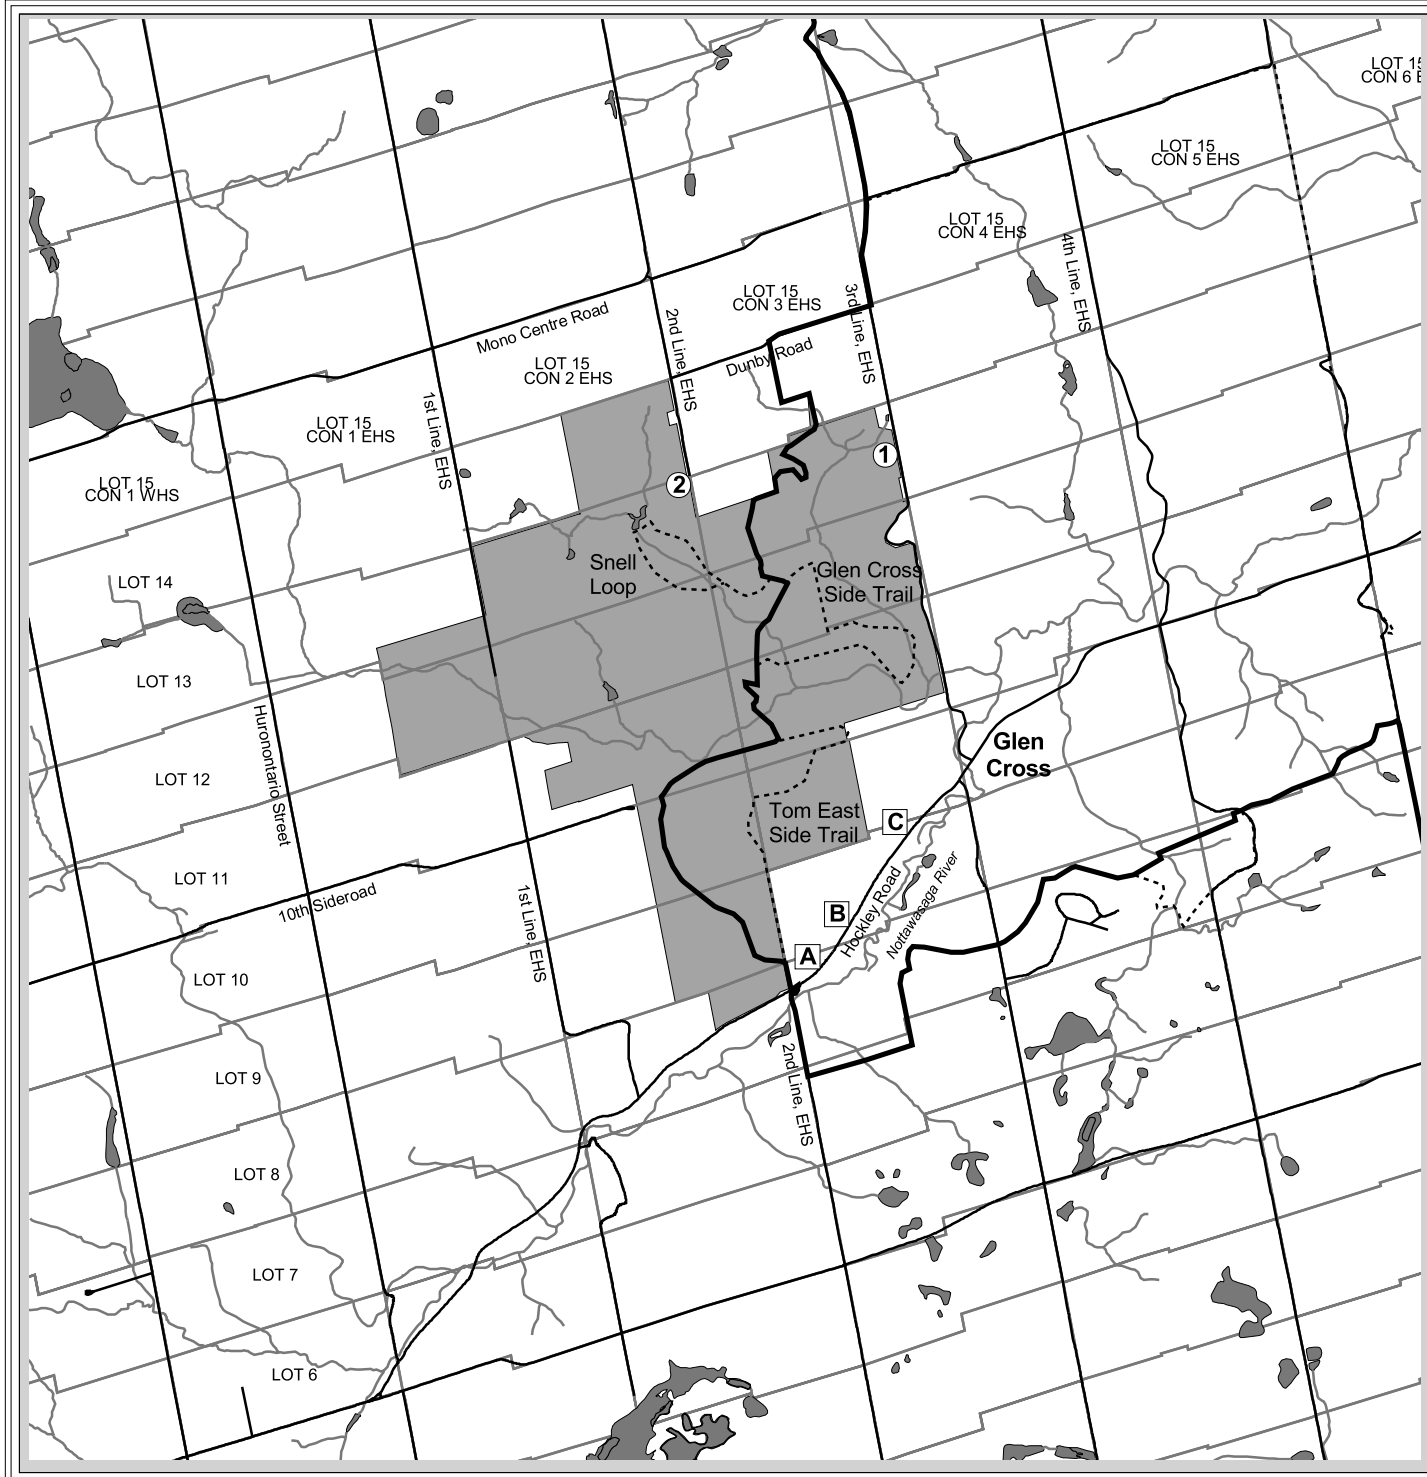 LOT 15
CON 6 E
LOT 15
CON 5 EHS
LOT 15
CON 4 EHS
4th Line, EHS
LOT 15
CON 3 EHS
3rd Line, EHS
Mono Centre Road
2nd Line, EHS
Dunby Road
LOT 15
CON 2 EHS
1st Line, EHS
LOT 15
CON 1 EHS
1
2
LOT 15
CON 1 WHS
Snell
Loop
Glen Cross
Side Trail
LOT 14
LOT 13
Hurontario Street
Glen
Cross
LOT 12
Tom East
Side Trail
C
LOT 11
10th Sideroad
1st Line, EHS
B
Hockley Road
Nottawasaga River
A
LOT 10
2nd Line, EHS
LOT 9
LOT 8
LOT 7
LOT 6